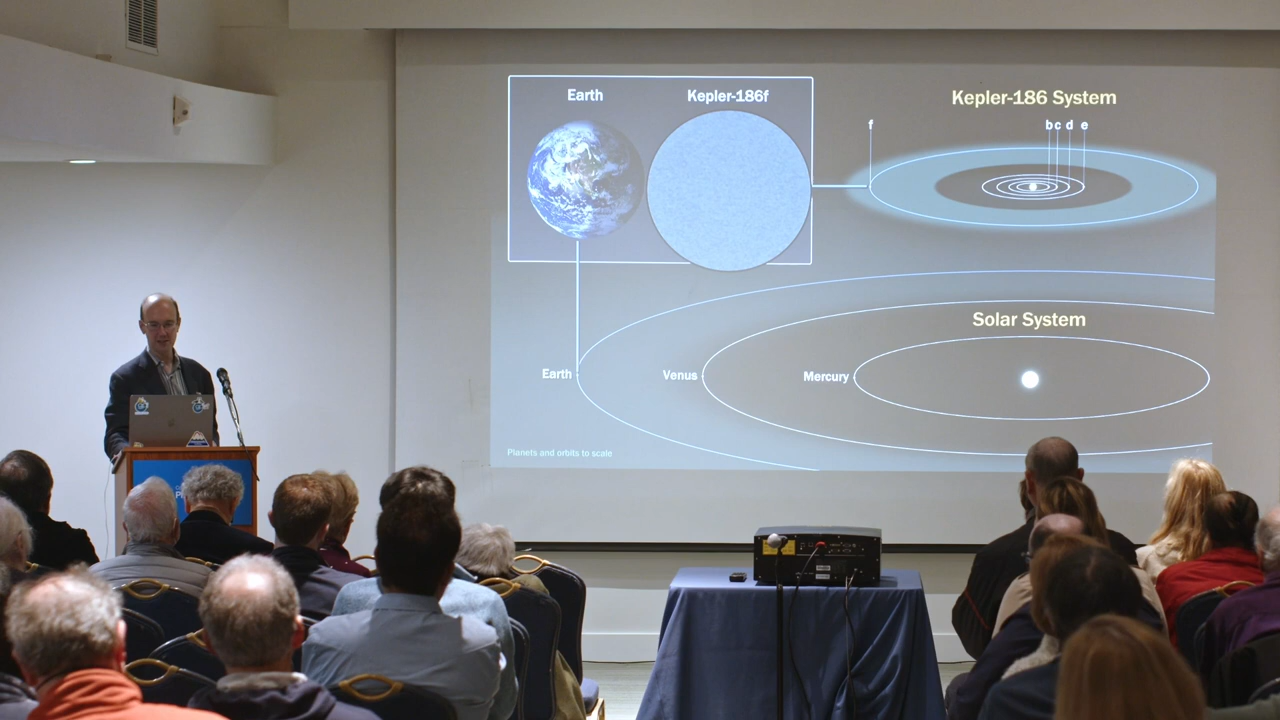 Earth
Kepler-186f
Kepler-186 System
f
b c d e
Solar System
Earth
Venus
Mercury
Planets and orbits to scale